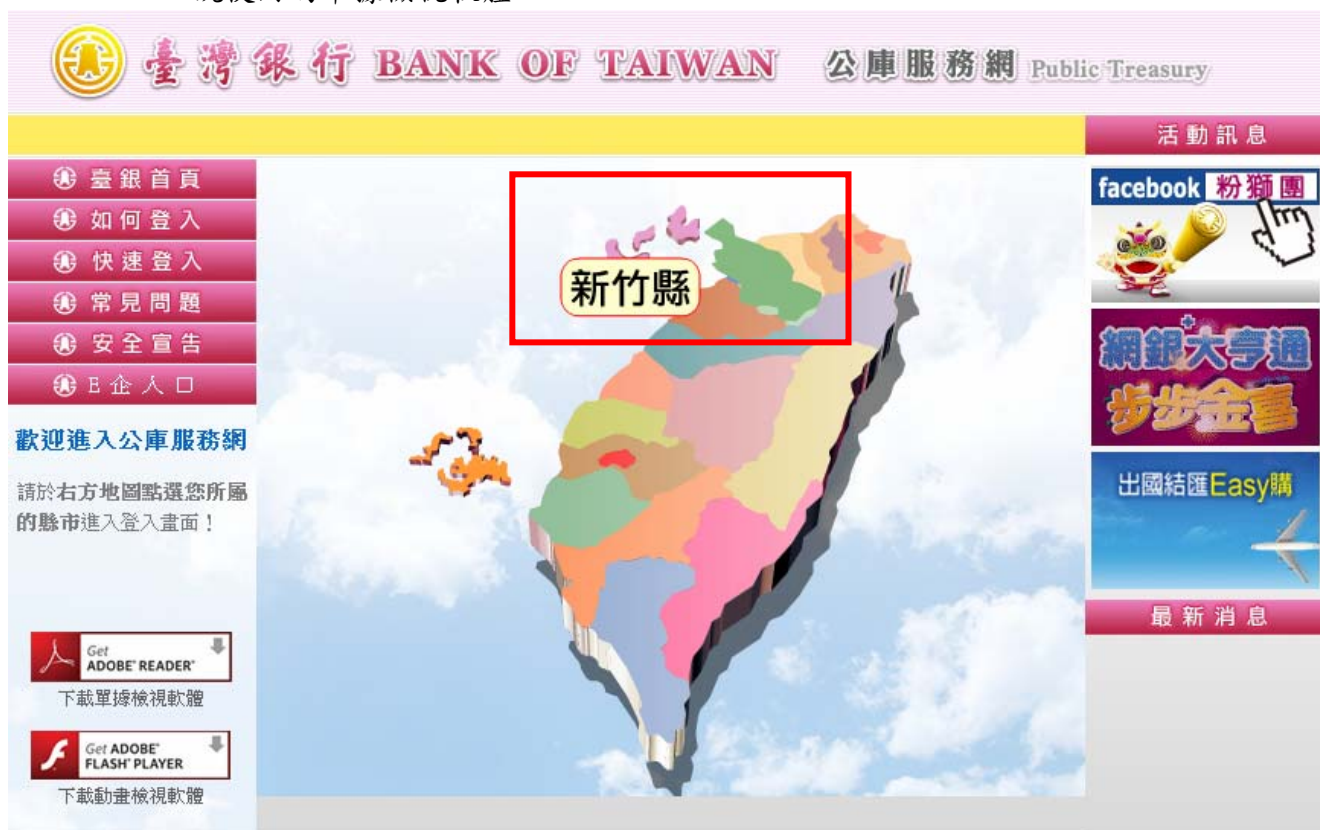 臺灣銀行 BANK OF TAIWAN 公庫服務網 Public Treasury
活動訊息
臺銀首頁
如何登入
快速登入
常見問題
安全宣告
E企入口
歡迎進入公庫服務網
請於右方地圖點選您所屬
的縣市進入登入畫面！
Get
ADOBE® READER®
下載單據檢視軟體
Get ADOBE®
FLASH® PLAYER
下載動畫檢視軟體
新竹縣
facebook 粉獅團
網銀大亨通
步步金喜
出國結匯Easy購
最新消息